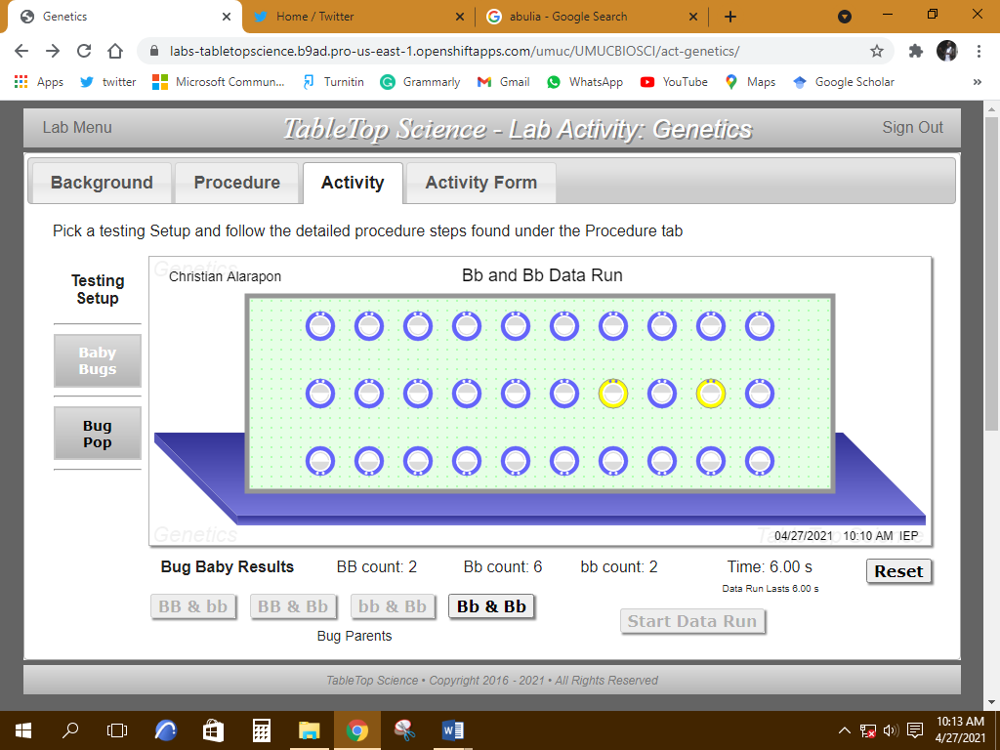 Genetics
Home / Twitter
abulia - Google Search
labs-tabletopscience.b9ad.pro-us-east-1.openshiftapps.com/umuc/UMUCBIOSCI/act-genetics/
Apps
twitter
Microsoft Commun...
Turnitin
Grammarly
Gmail
WhatsApp
YouTube
Maps
Google Scholar
Lab Menu
TableTop Science - Lab Activity: Genetics
Sign Out
Background
Procedure
Activity
Activity Form
Pick a testing Setup and follow the detailed procedure steps found under the Procedure tab
Testing
Setup
Baby
Bugs
Bug
Pop
Genetics
Christian Alarapon
Bb and Bb Data Run
Genetics
04/27/2021 10:10 AM IEP
Bug Baby Results
BB count: 2
Bb count: 6
bb count: 2
Time: 6.00 s
Data Run Lasts 6.00 s
Reset
BB & bb
BB & Bb
bb & Bb
Bb & Bb
Bug Parents
Start Data Run
TableTop Science • Copyright 2016 - 2021 • All Rights Reserved
10:13 AM
4/27/2021